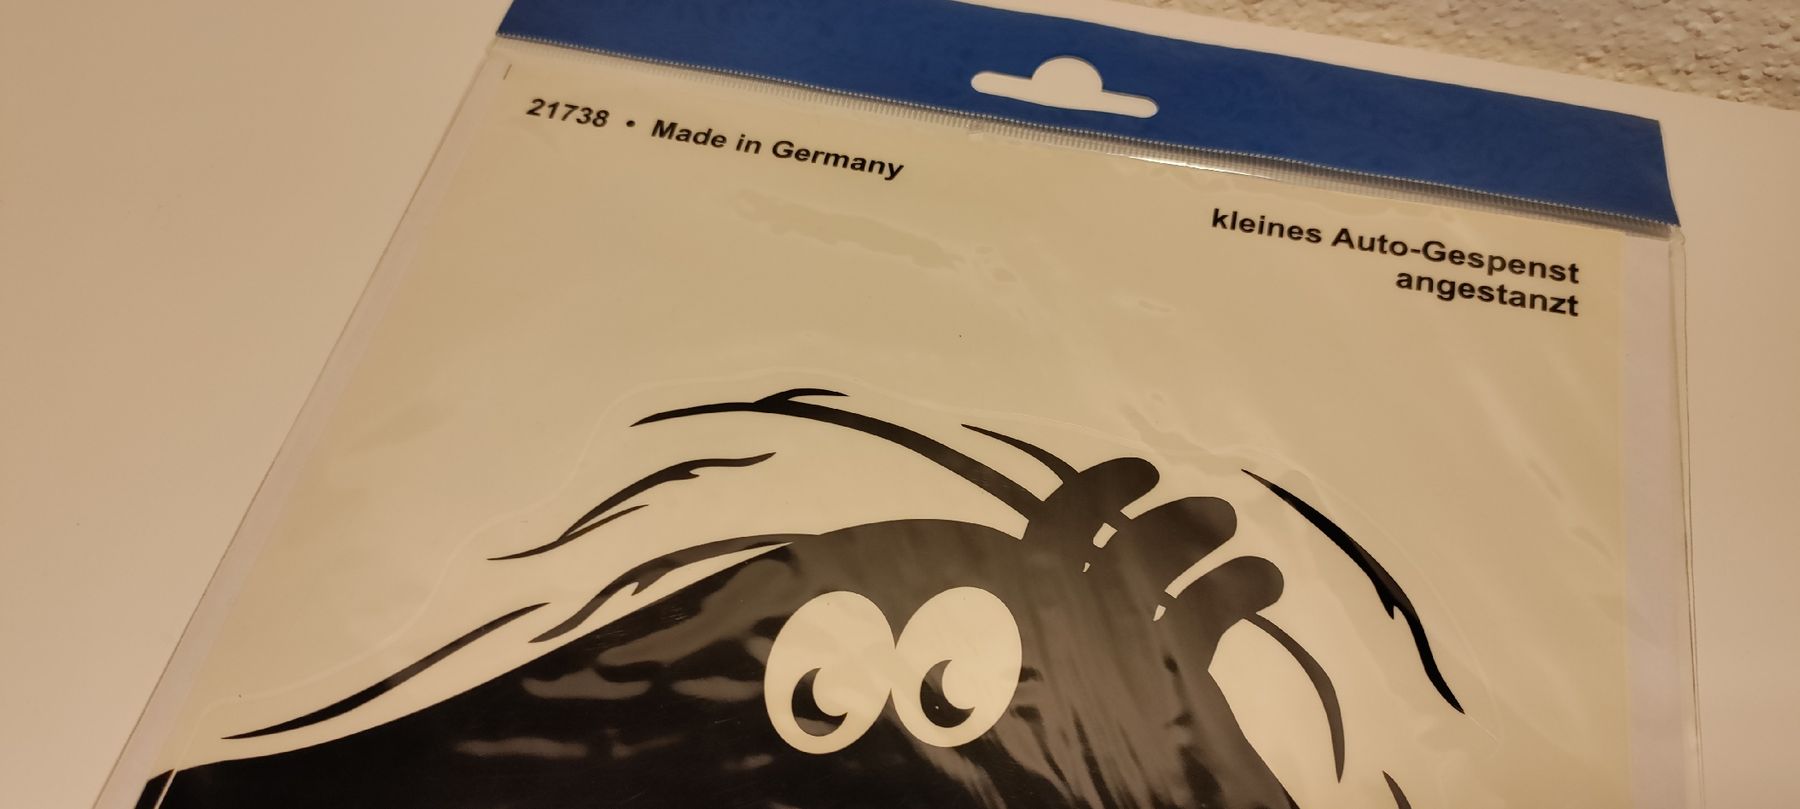 21738 • Made in Germany
kleines Auto-Gespenst
angestanzt